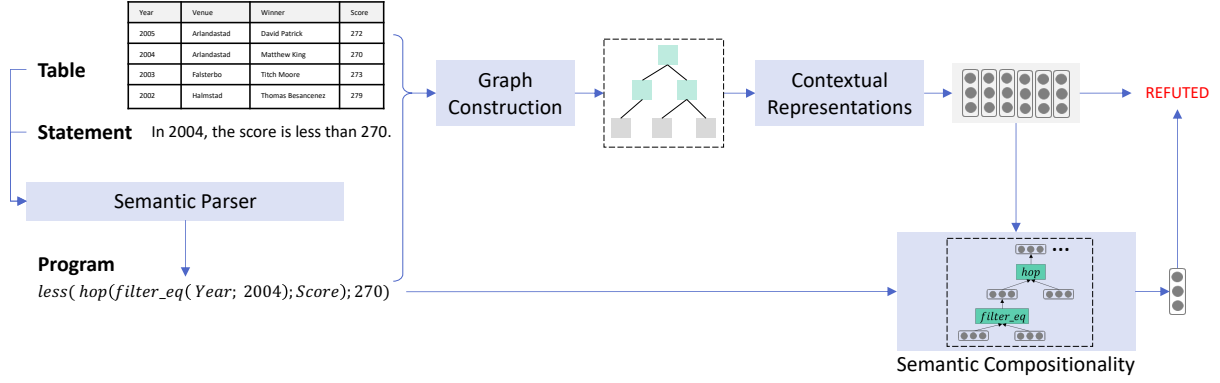 Year Venue Winner Score
2005 Arlandastad David Patrick 272
2004 Arlandastad Matthew King 270
2003 Falsterbo Titch Moore 273
2002 Halmstad Thomas Besancenez 279
Table
Statement In 2004, the score is less than 270.
Semantic Parser
Program
less( hop(filter_eq( Year; 2004); Score); 270)
Graph
Construction
Contextual
Representations
REFUTED
...
hop
filter_eq
Semantic Compositionality